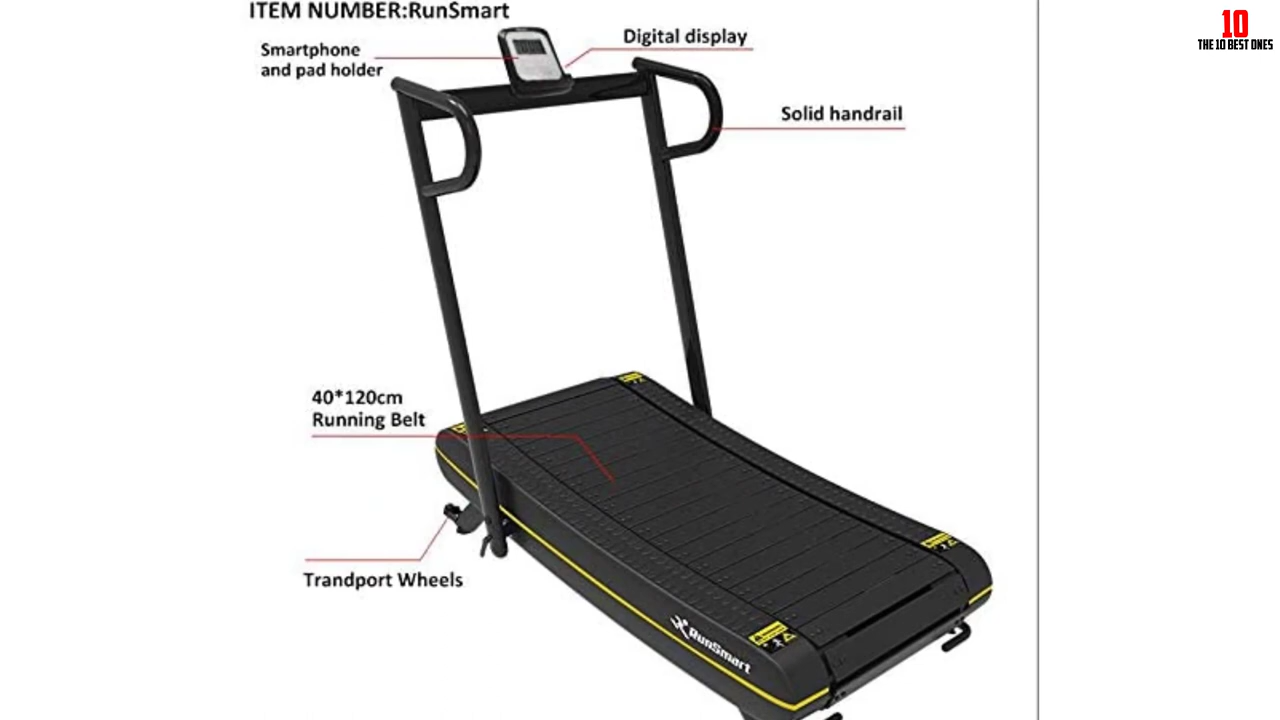 ITEM NUMBER:RunSmart
10
THE 10 BEST ONES
Smartphone
and pad holder
Digital display
Solid handrail
40*120cm
Running Belt
Trandport Wheels
RunSmart